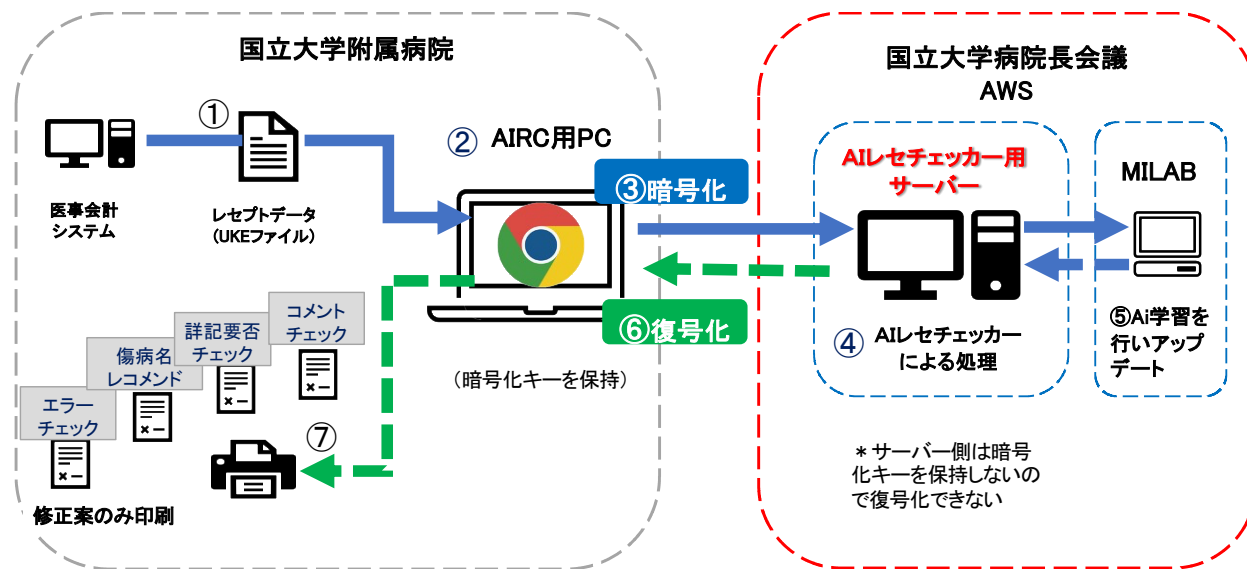 国立大学附属病院
①
医事会計
システム
レセプトデータ
(UKEファイル)
② AIRC用PC
③暗号化
⑥復号化
(暗号化キーを保持)
コメント
チェック
詳記要否
チェック
傷病名
レコメンド
エラー
チェック
⑦
修正案のみ印刷
国立大学病院長会議
AWS
AIレセチェッカー用
サーバー
④ AIレセチェッカー
による処理
MILAB
⑤Ai学習を
行いアップ
デート
*サーバー側は暗号
化キーを保持しないの
で復号化できない